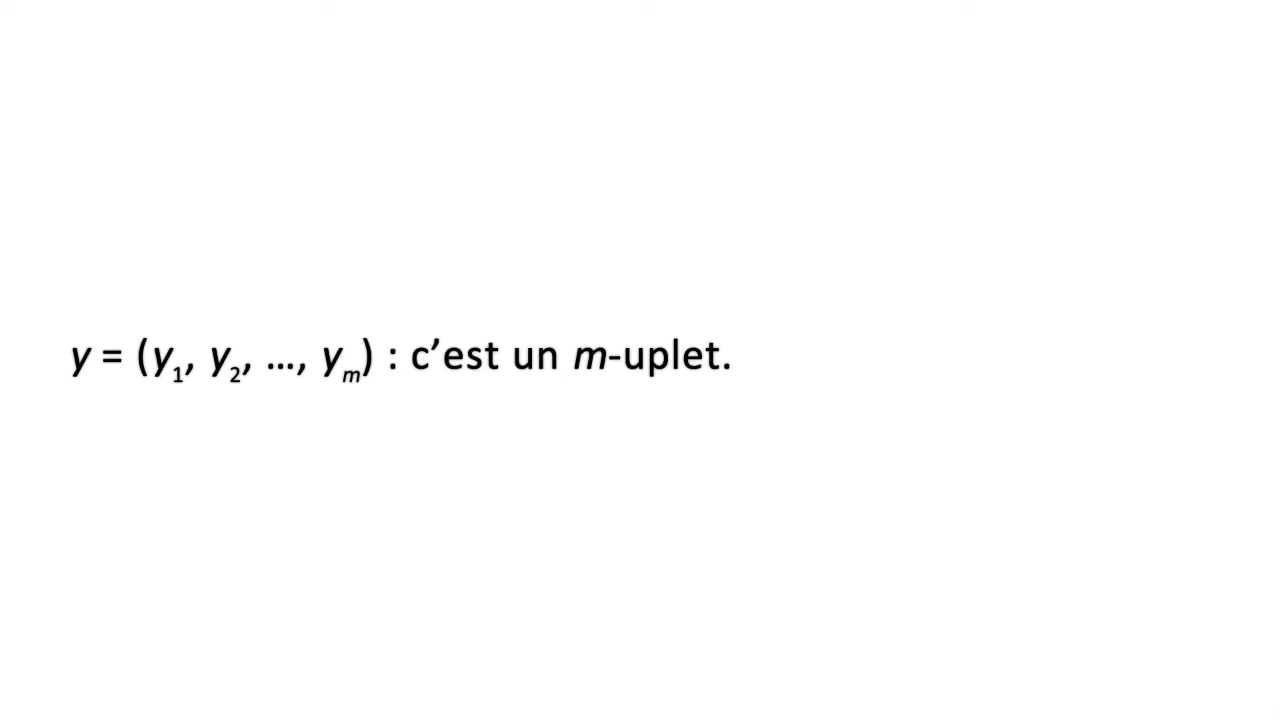 y = (y₁, y₂, …, yₘ) : c’est un m-uplet.